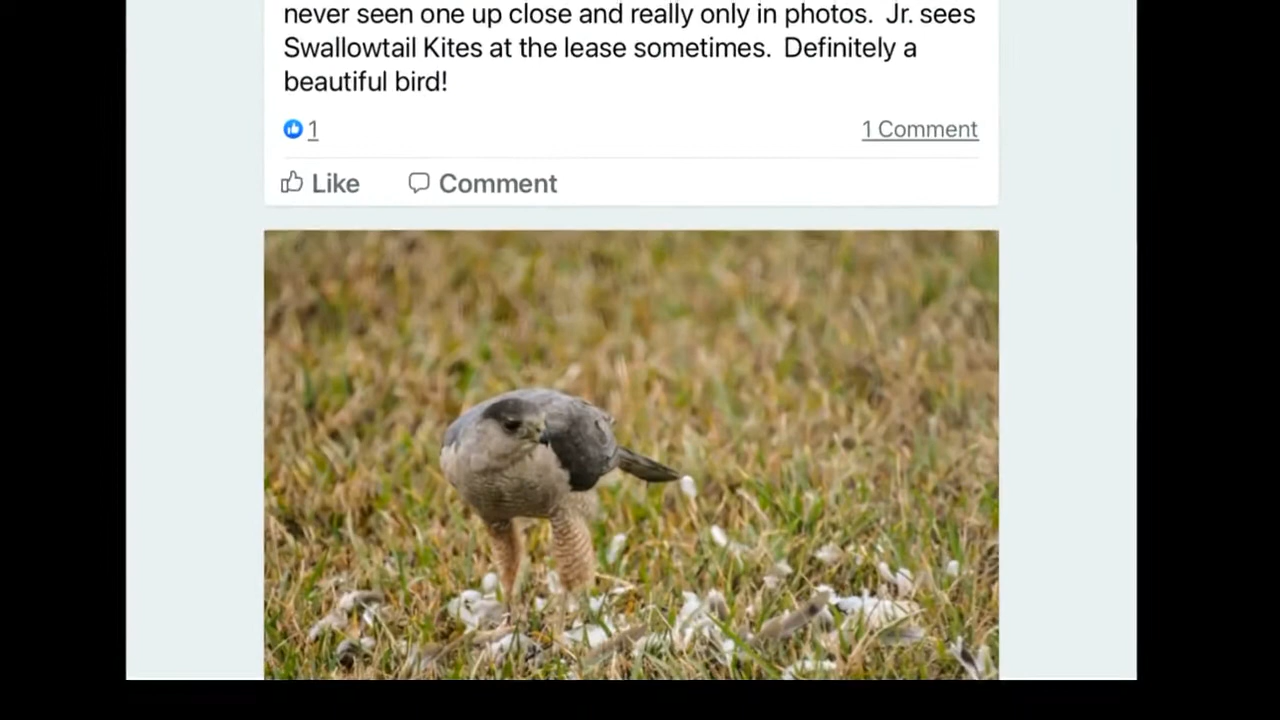 never seen one up close and really only in photos.  Jr. sees
Swallowtail Kites at the lease sometimes.  Definitely a
beautiful bird!
1
1 Comment
Like
Comment